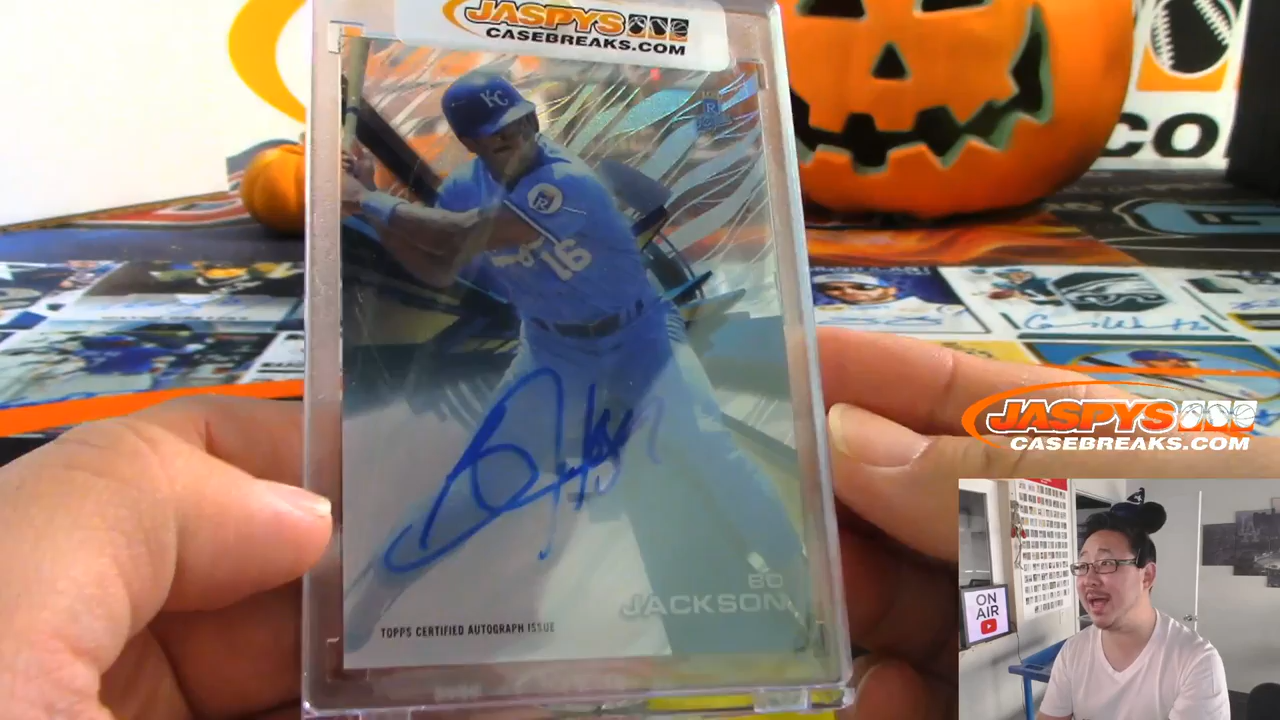 JASPYS
CASEBREAKS.COM
KC
R
R
16
BO
JACKSON
TOPPS CERTIFIED AUTOGRAPH ISSUE
CO
JASPYS
CASEBREAKS.COM
ON
AIR